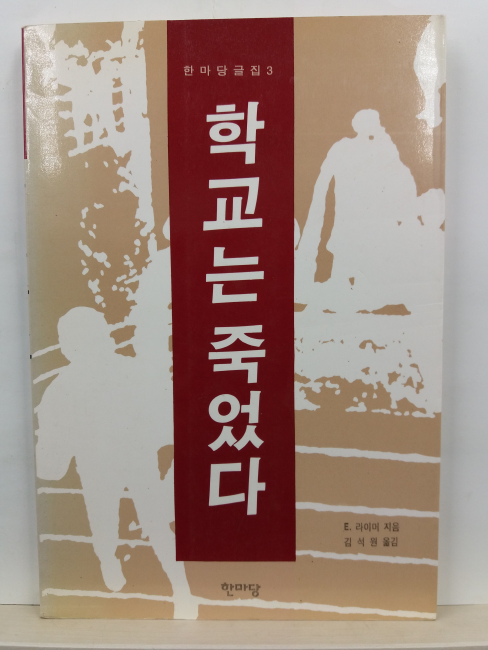 한마당글집 3
학교는 죽었다
E. 라이머 지음
김 석 원 옮김
한마당